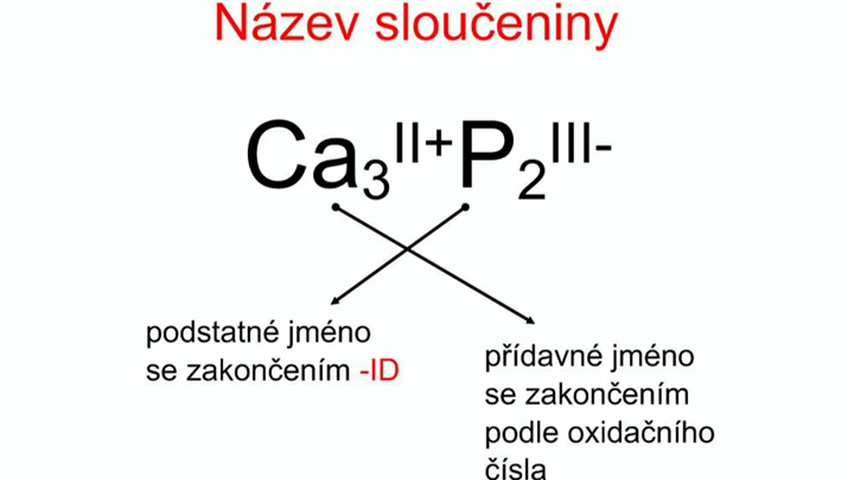 Název sloučeniny
Ca₃ᴵᴵ⁺P₂ᴵᴵᴵ⁻
podstatné jméno
se zakončením -ID
přídavné jméno
se zakončením
podle oxidačního
čísla